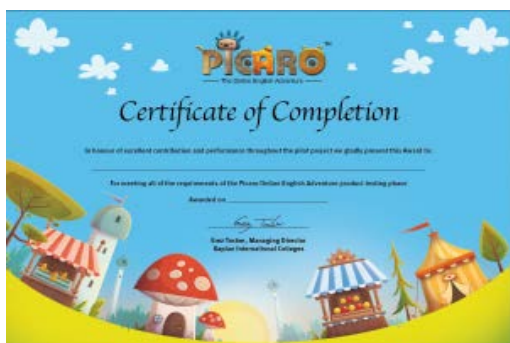 PICARO™
The Online English Adventure
Certificate of Completion
In honour of excellent contribution and performance throughout the pilot project we gladly present this Award to:
For meeting all of the requirements of the Picaro Online English Adventure product testing phase
Awarded on
Managing Director
Kaplan International Colleges